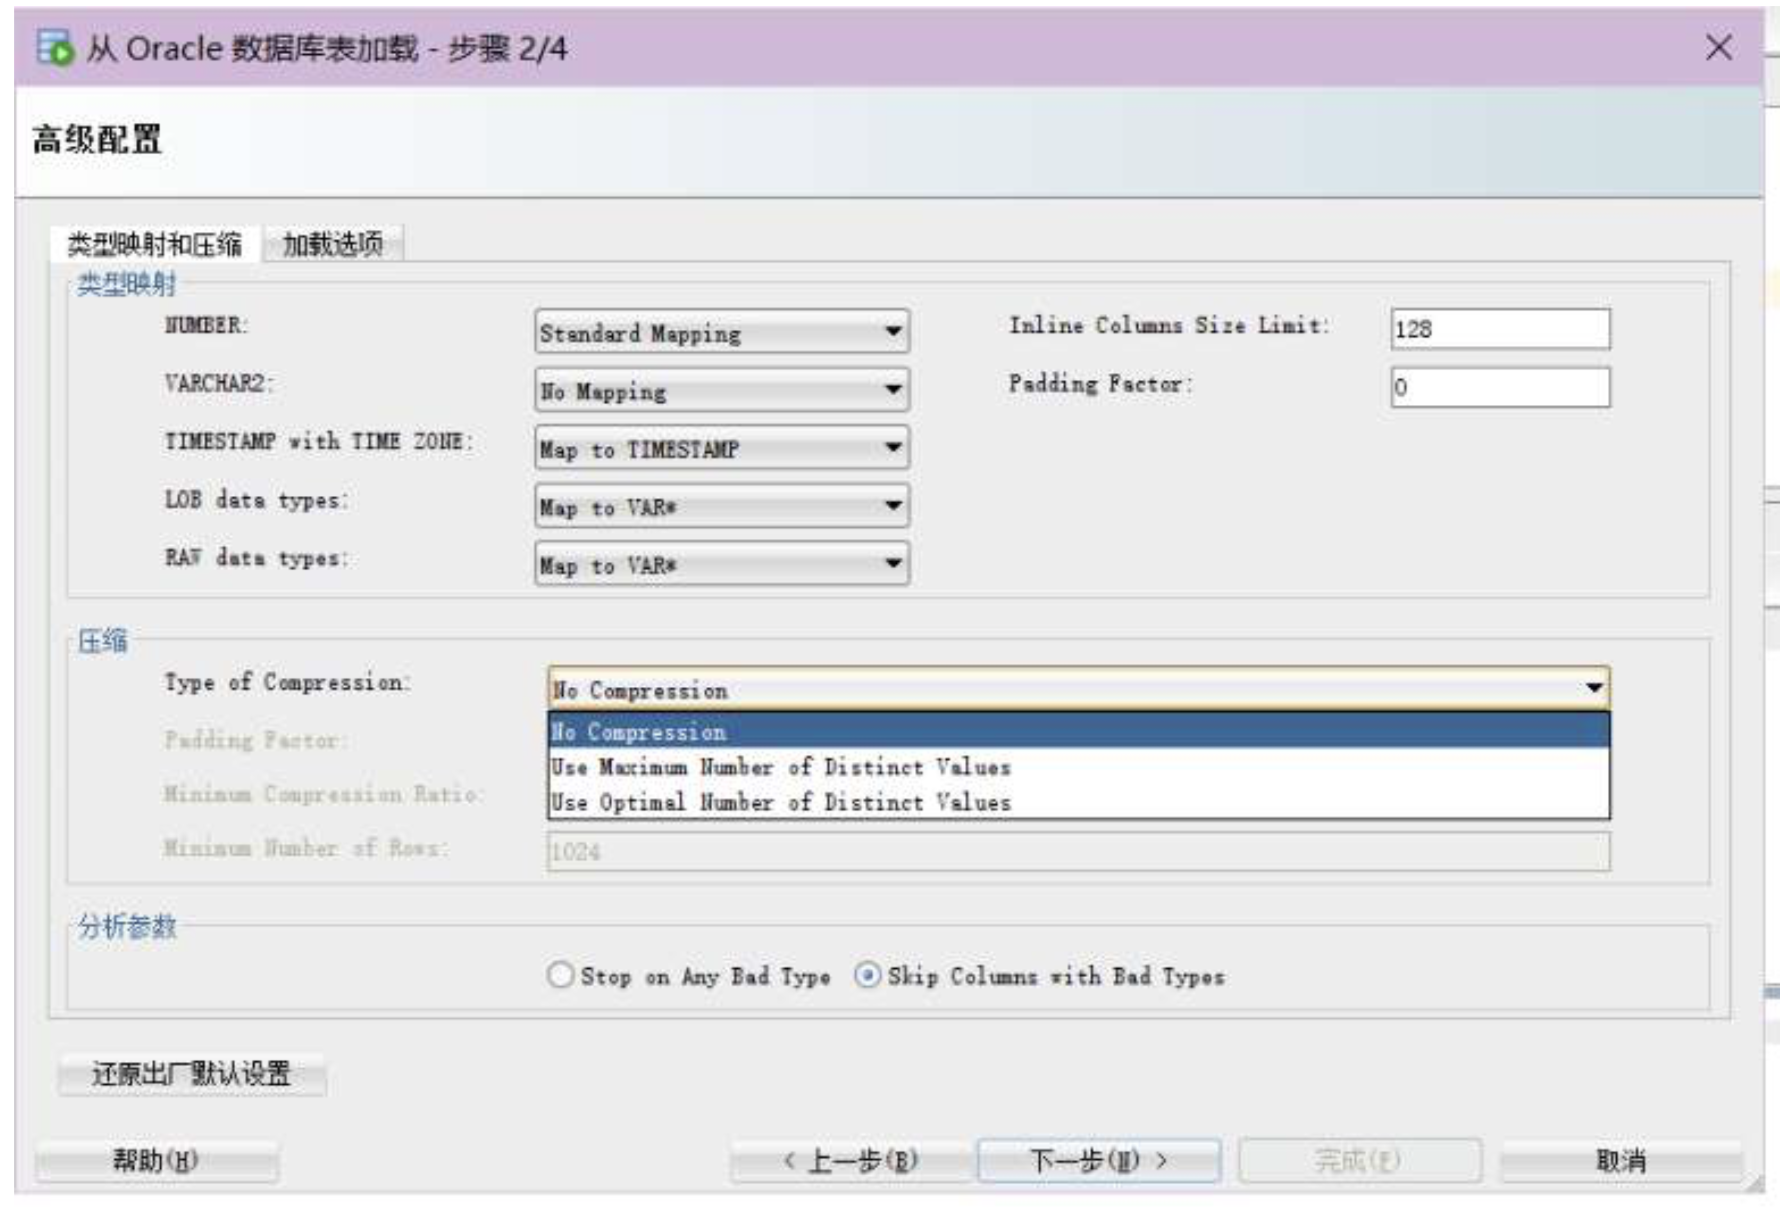 从 Oracle 数据库表加载 - 步骤 2/4
高级配置
类型映射和压缩 加载选项
类型映射
NUMBER: Standard Mapping Inline Columns Size Limit: 128
VARCHAR2: No Mapping Padding Factor: 0
TIMESTAMP with TIME ZONE: Map to TIMESTAMP
LOB data types: Map to VAR*
RAW data types: Map to VAR*
压缩
Type of Compression: No Compression
No Compression
Padding Factor:
Use Maximum Number of Distinct Values
Minimum Compression Ratio:
Use Optimal Number of Distinct Values
Minimum Number of Rows: 1024
分析参数
Stop on Any Bad Type Skip Columns with Bad Types
还原出厂默认设置
帮助(H) < 上一步(B) 下一步(N) > 完成(F) 取消